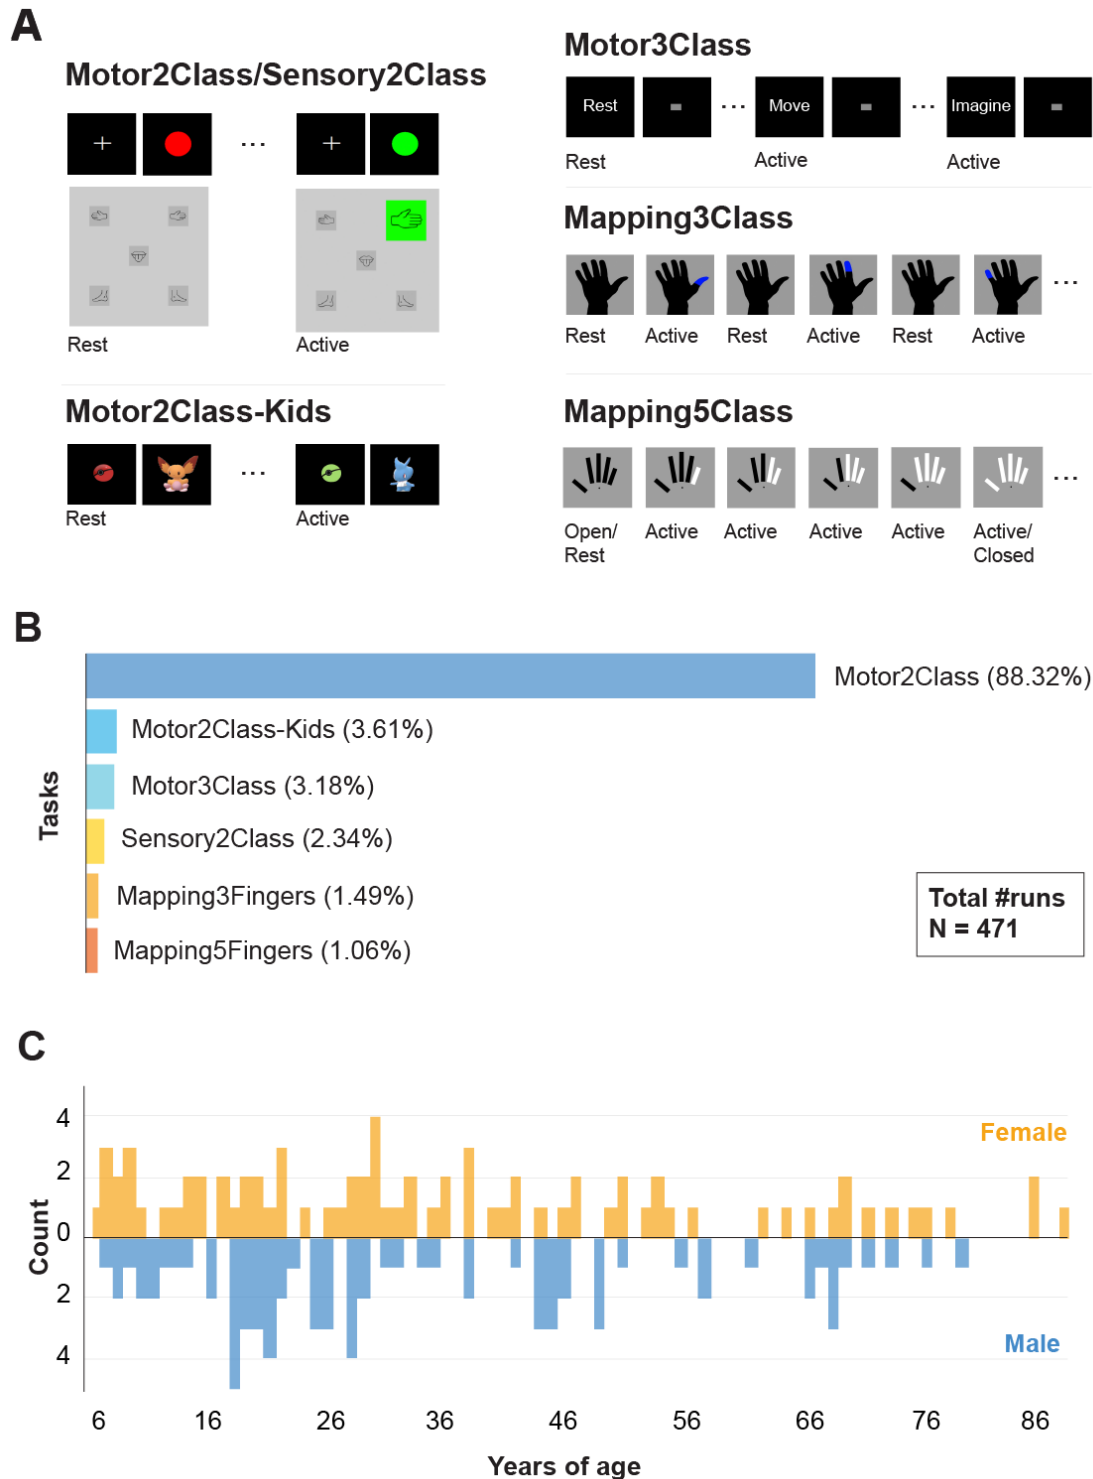 A
Motor2Class/Sensory2Class
Rest
Active
Motor2Class-Kids
Rest
Active
Motor3Class
Rest
Move
Imagine
Rest
Active
Active
Mapping3Class
Rest
Active
Rest
Active
Rest
Active
Mapping5Class
Open/
Rest
Active
Active
Active
Active
Active/
Closed
B
Tasks
Motor2Class (88.32%)
Motor2Class-Kids (3.61%)
Motor3Class (3.18%)
Sensory2Class (2.34%)
Mapping3Fingers (1.49%)
Mapping5Fingers (1.06%)
Total #runs
N = 471
C
Count
4
2
0
2
4
Female
Male
6 16 26 36 46 56 66 76 86
Years of age